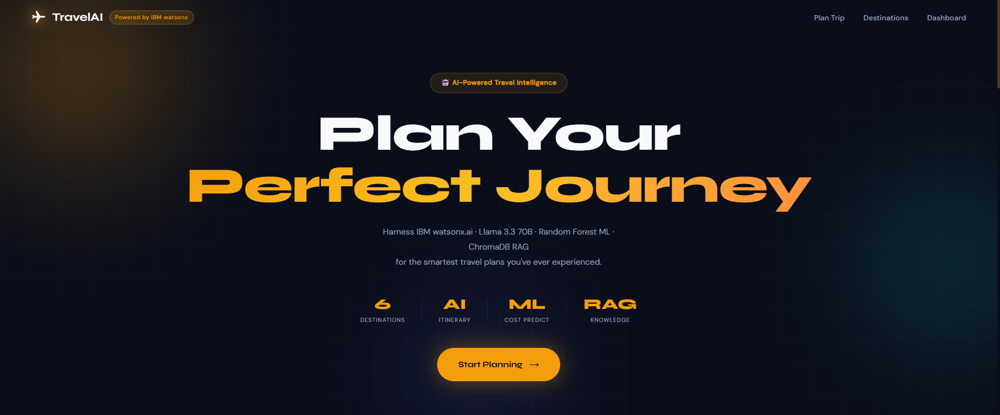 TravelAI
Powered by IBM watsonx
Plan Trip
Destinations
Dashboard
AI-Powered Travel Intelligence
Plan Your
Perfect Journey
Harness IBM watsonx.ai · Llama 3.3 70B · Random Forest ML ·
ChromaDB RAG
for the smartest travel plans you've ever experienced.
6
DESTINATIONS
AI
ITINERARY
ML
COST PREDICT
RAG
KNOWLEDGE
Start Planning →